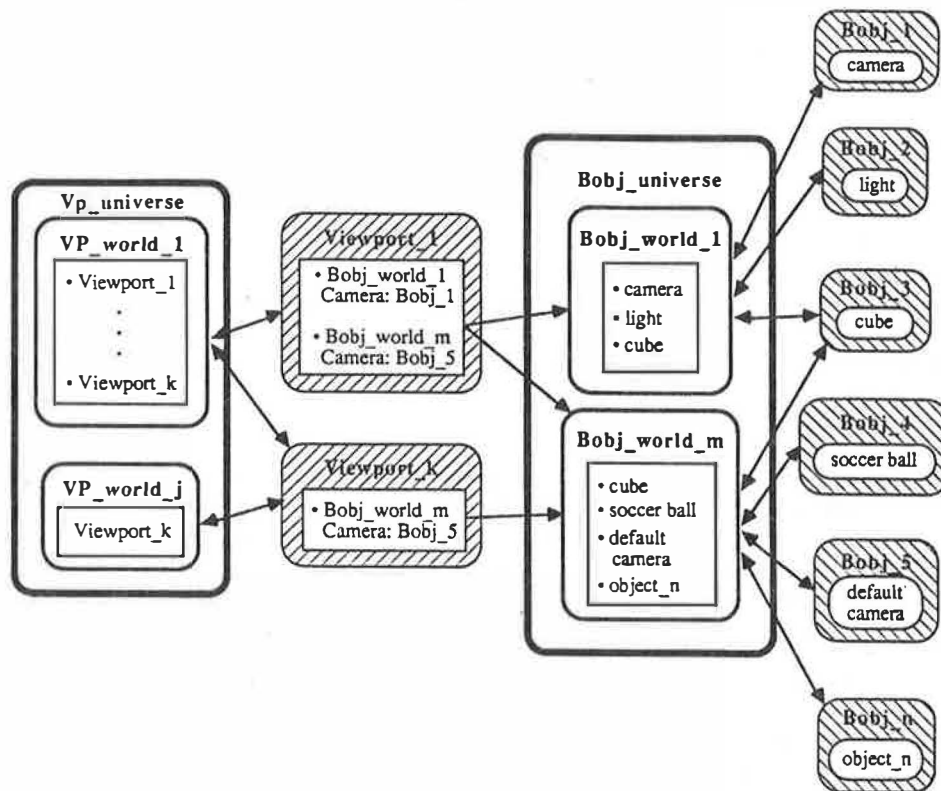 Vp_universe
VP_world_1
• Viewport_1
.
.
.
• Viewport_k
VP_world_j
Viewport_k
Viewport_1
• Bobj_world_1
Camera: Bobj_1
• Bobj_world_m
Camera: Bobj_5
Viewport_k
• Bobj_world_m
Camera: Bobj_5
Bobj_universe
Bobj_world_1
• camera
• light
• cube
Bobj_world_m
• cube
• soccer ball
• default
camera
• object_n
Bobj_1
camera
Bobj_2
light
Bobj_3
cube
Bobj_4
soccer ball
Bobj_5
default
camera
Bobj_n
object_n